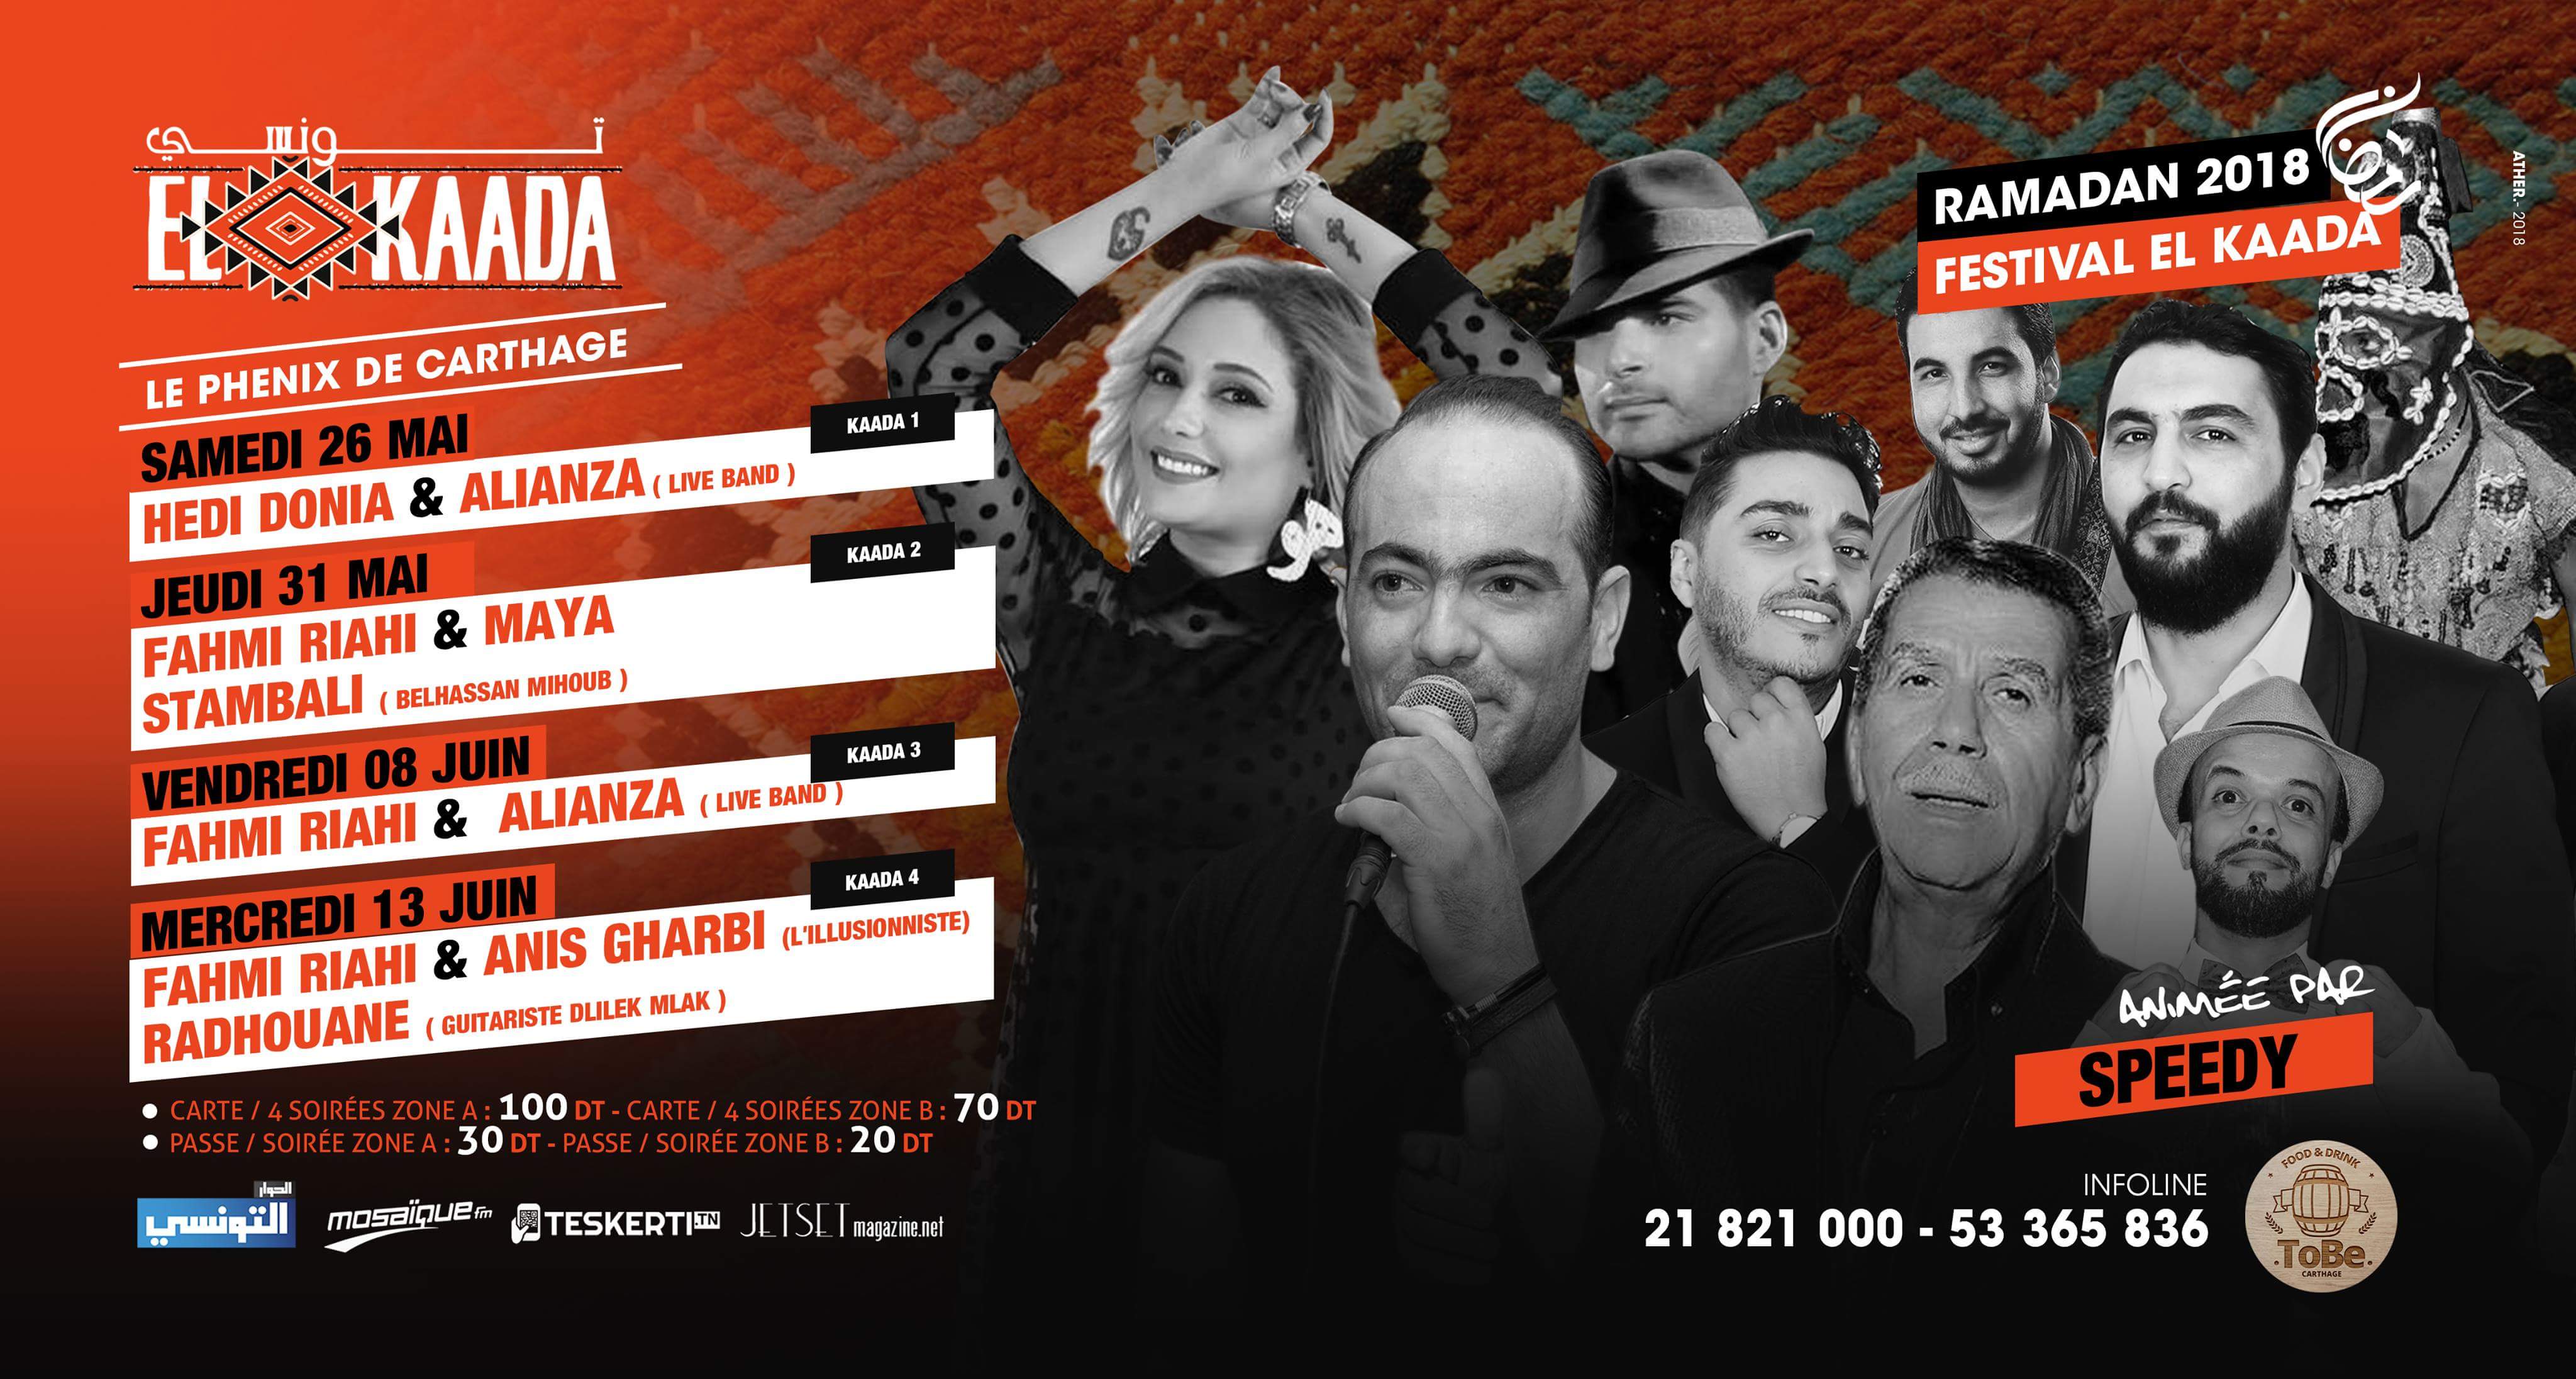 تونسي
EL KAADA
LE PHENIX DE CARTHAGE
SAMEDI 26 MAI
KAADA 1
HEDI DONIA & ALIANZA ( LIVE BAND )
JEUDI 31 MAI
KAADA 2
FAHMI RIAHI & MAYA
STAMBALI ( BELHASSAN MIHOUB )
VENDREDI 08 JUIN
KAADA 3
FAHMI RIAHI & ALIANZA ( LIVE BAND )
MERCREDI 13 JUIN
KAADA 4
FAHMI RIAHI & ANIS GHARBI (L'ILLUSIONNISTE)
RADHOUANE ( GUITARISTE DLILEK MLAK )
• CARTE / 4 SOIRÉES ZONE A : 100 DT - CARTE / 4 SOIRÉES ZONE B : 70 DT
• PASSE / SOIRÉE ZONE A : 30 DT - PASSE / SOIRÉE ZONE B : 20 DT
الحوار
التونسي
mosaïque fm
TESKERTI.TN
JETSET magazine.net
رمضان
RAMADAN 2018
FESTIVAL EL KAADA
ATHER.- 2018
هو
ANIMÉE PAR
SPEEDY
INFOLINE
21 821 000 - 53 365 836
FOOD & DRINK
ToBe
CARTHAGE